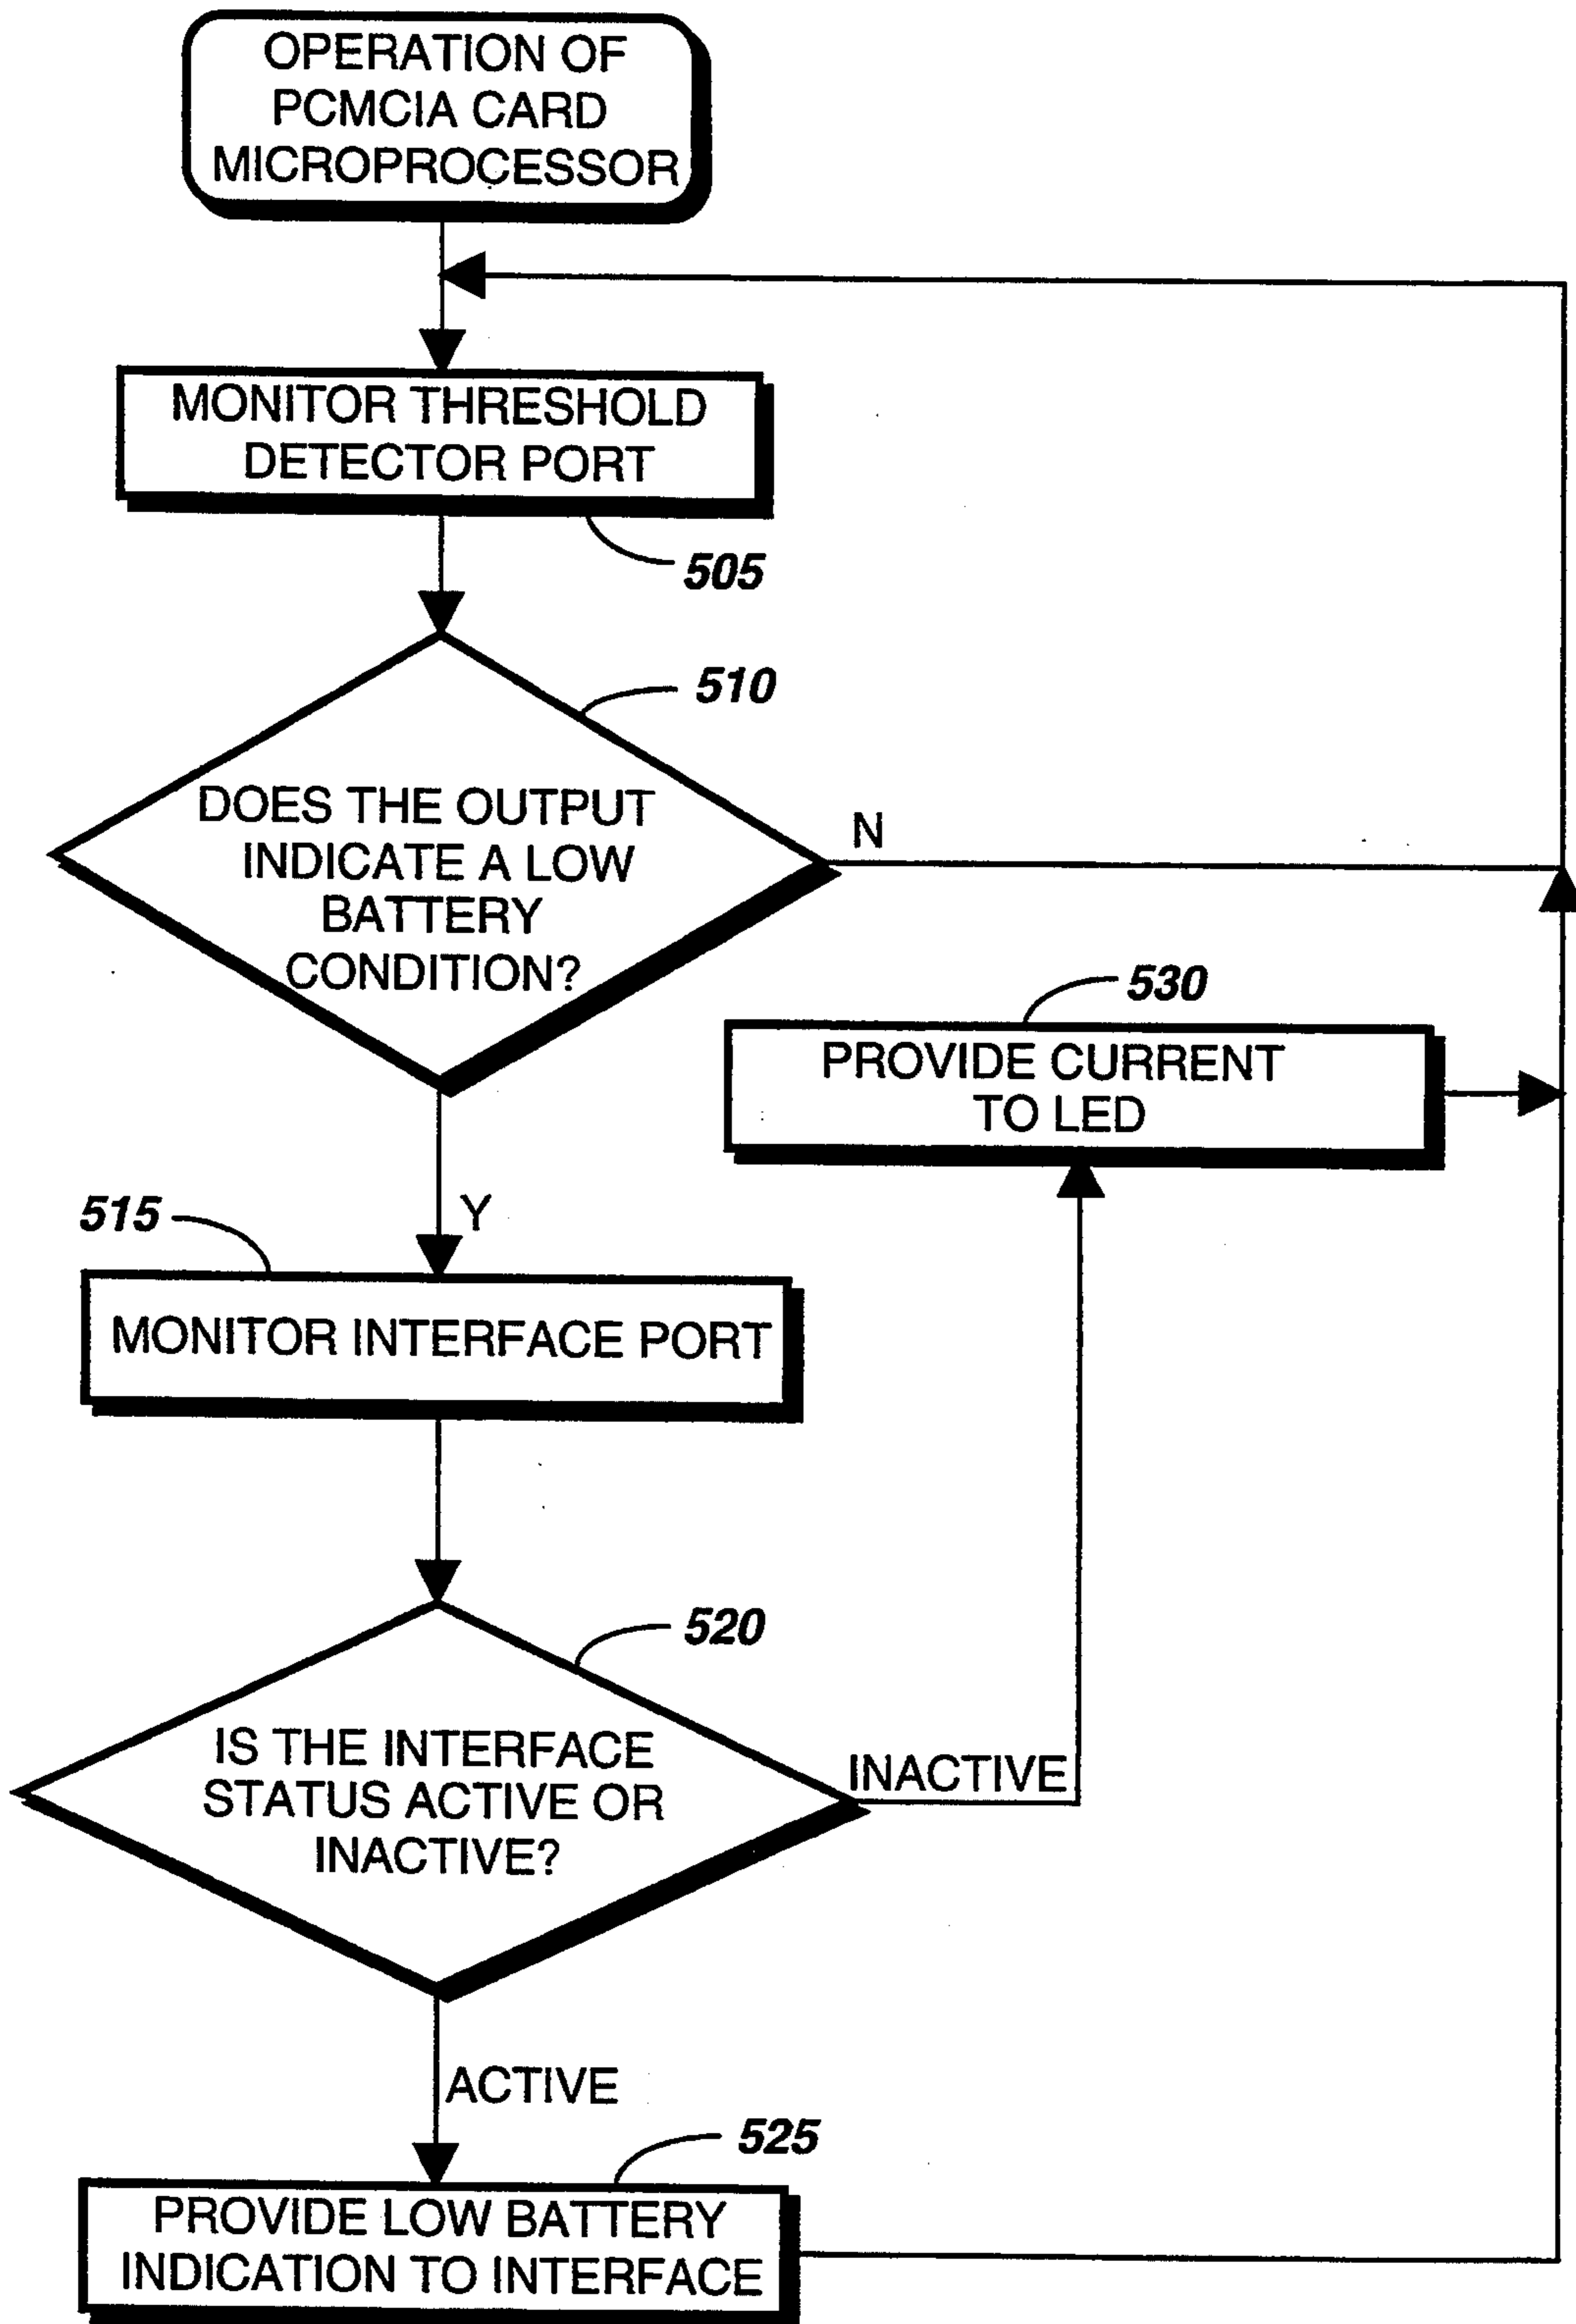 OPERATION OF
PCMCIA CARD
MICROPROCESSOR
MONITOR THRESHOLD
DETECTOR PORT
505
510
DOES THE OUTPUT
INDICATE A LOW
BATTERY
CONDITION?
N
530
PROVIDE CURRENT
TO LED
Y
515
MONITOR INTERFACE PORT
520
IS THE INTERFACE
STATUS ACTIVE OR
INACTIVE?
INACTIVE
ACTIVE
525
PROVIDE LOW BATTERY
INDICATION TO INTERFACE